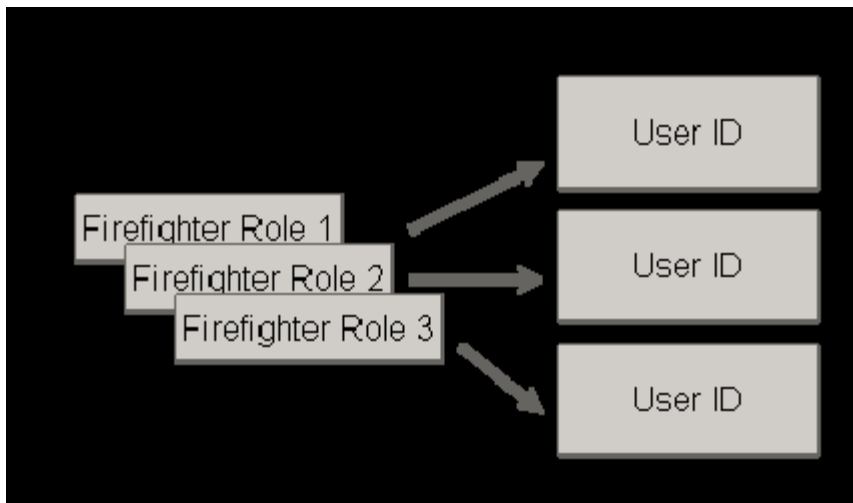 User ID
Firefighter Role 1
Firefighter Role 2
User ID
Firefighter Role 3
User ID